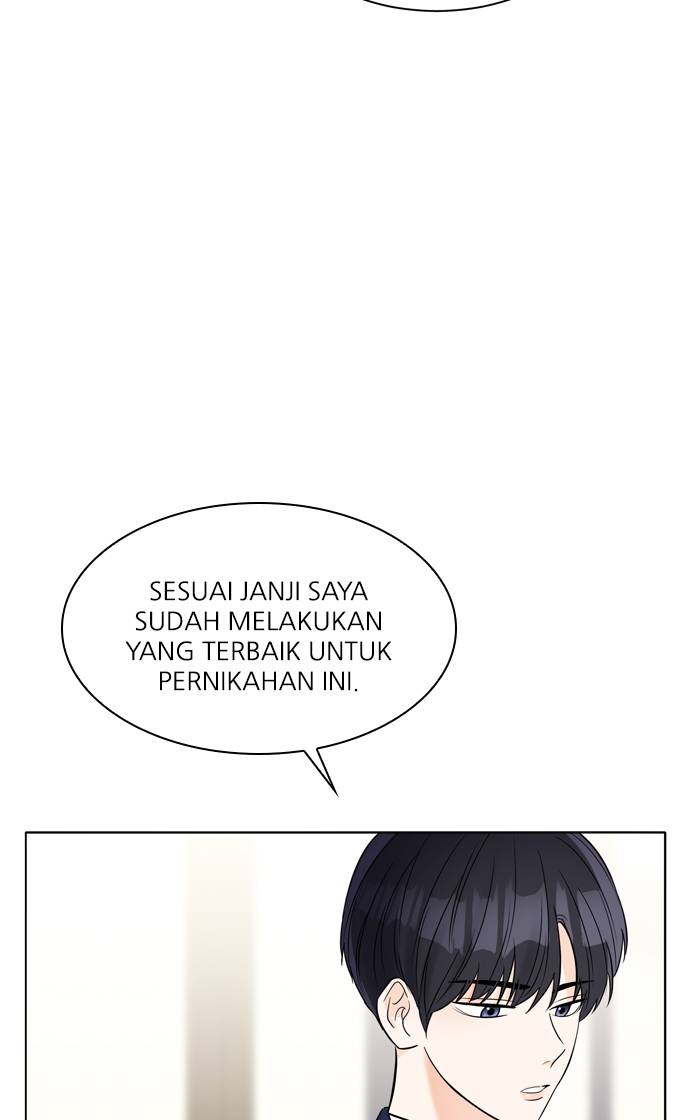 SESUAI JANJI SAYA
SUDAH MELAKUKAN
YANG TERBAIK UNTUK
PERNIKAHAN INI.